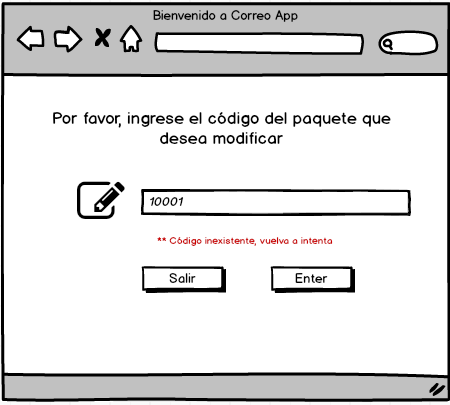 Bienvenido a Correo App
Por favor, ingrese el código del paquete que
desea modificar
10001
** Código inexistente, vuelva a intenta
Salir
Enter